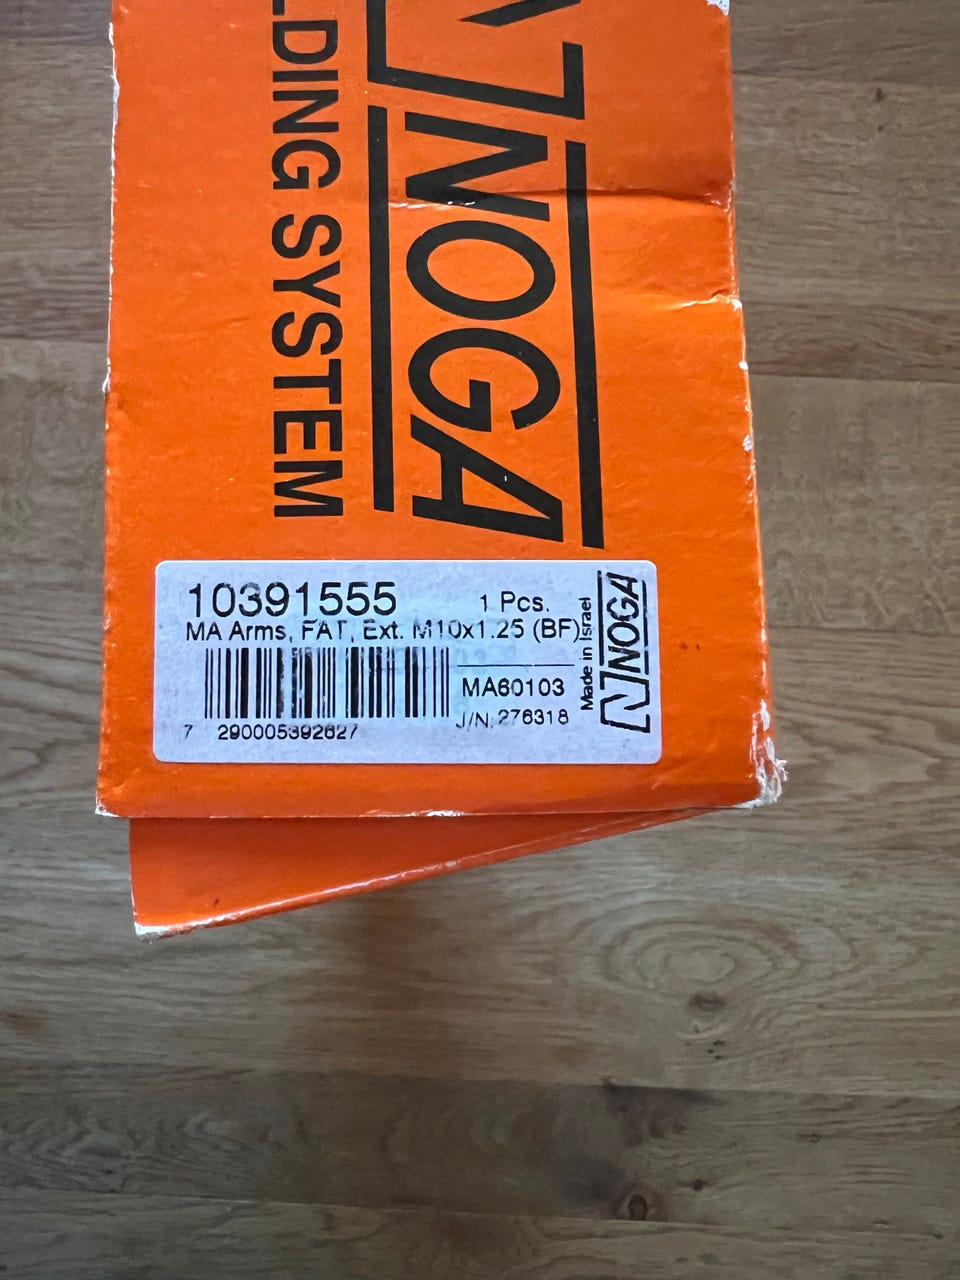 NOGA
LDING SYSTEM
10391555
1 Pcs.
MA Arms, FAT, Ext. M10x1.25 (BF)
MA60103
J/N: 276318
7 290005392627
Made in Israel
NOGA